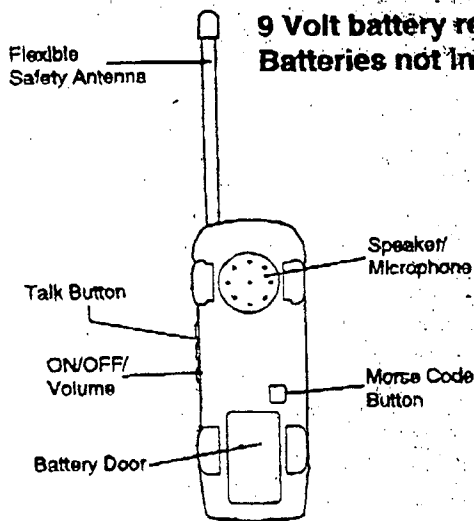 9 Volt battery
Batteries not
Flexible
Safety Antenna
Speaker/
Microphone
Talk Button
ON/OFF/
Volume
Morse Code
Button
Battery Door